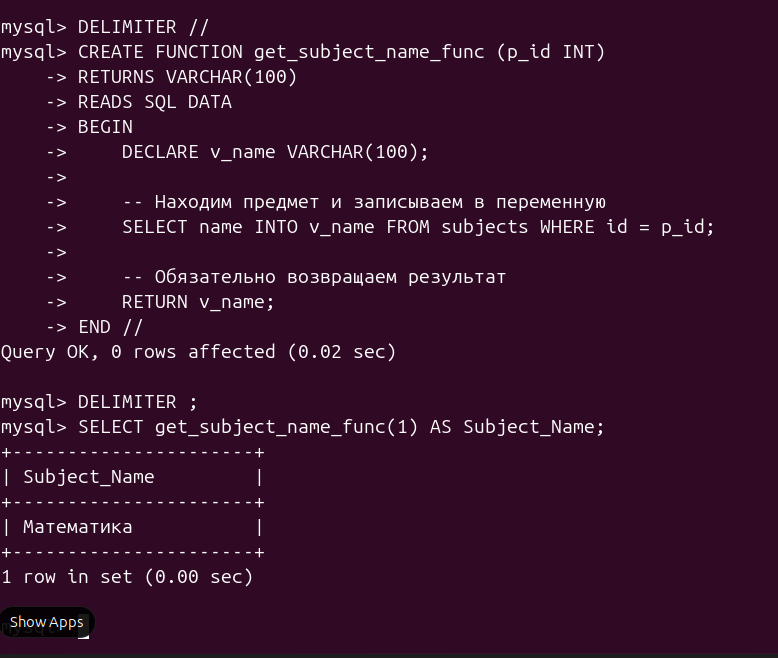 mysql> DELIMITER //
mysql> CREATE FUNCTION get_subject_name_func (p_id INT)
    -> RETURNS VARCHAR(100)
    -> READS SQL DATA
    -> BEGIN
    ->     DECLARE v_name VARCHAR(100);
    ->
    ->     -- Находим предмет и записываем в переменную
    ->     SELECT name INTO v_name FROM subjects WHERE id = p_id;
    ->
    ->     -- Обязательно возвращаем результат
    ->     RETURN v_name;
    -> END //
Query OK, 0 rows affected (0.02 sec)

mysql> DELIMITER ;
mysql> SELECT get_subject_name_func(1) AS Subject_Name;
+----------------------+
| Subject_Name         |
+----------------------+
| Математика           |
+----------------------+
1 row in set (0.00 sec)

Show Apps